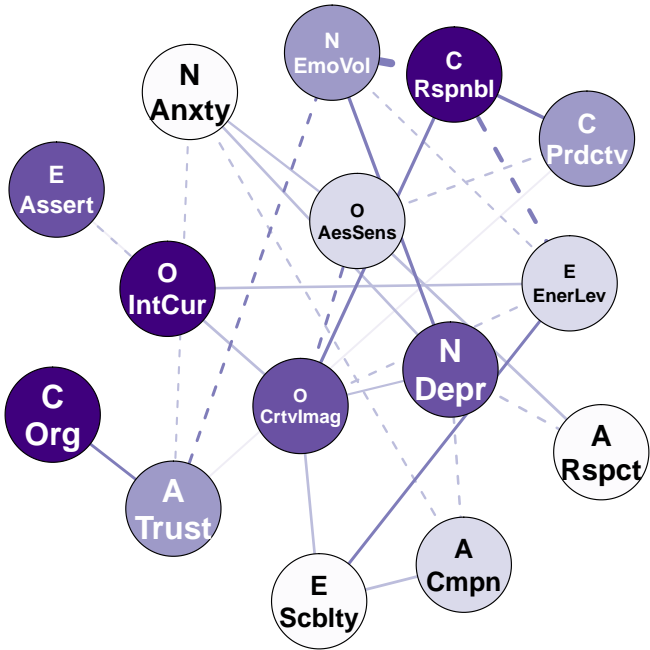 N
EmoVol
C
Rspnbl
N
Anxty
C
Prdctv
E
Assert
O
AesSens
O
IntCur
E
EnerLev
N
Depr
O
CrtvImag
C
Org
A
Rspct
A
Trust
A
Cmpn
E
Scblty